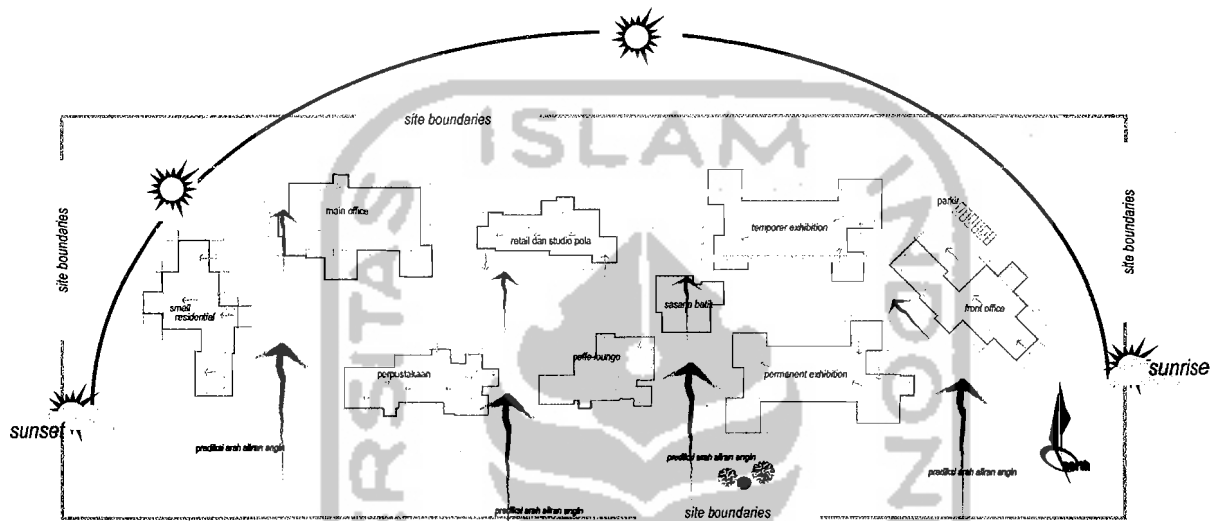 site boundaries
ISLAM
site boundaries
site boundaries
main office
retail dan studio pola
temporer exhibition
parkir
small
residential
sasana batik
front office
perpustakaan
caffe lounge
permanent exhibition
sunrise
sunset
prediksi arah aliran angin
prediksi arah aliran angin
prediksi arah aliran angin
prediksi arah aliran angin
north
site boundaries